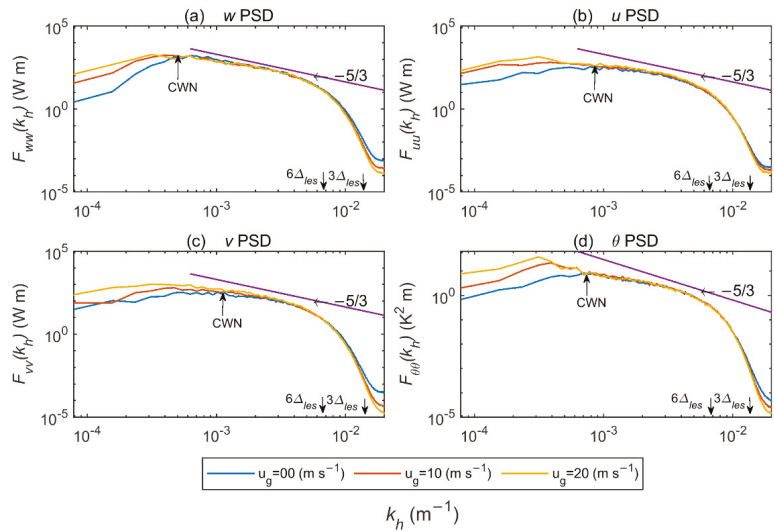 (a) w PSD
F_ww(k_h) (W m)
10^5
10^0
10^-5
−5/3
CWN
6Δ_les 3Δ_les
10^-4 10^-3 10^-2
(b) u PSD
F_uu(k_h) (W m)
10^5
10^0
10^-5
−5/3
CWN
6Δ_les 3Δ_les
10^-4 10^-3 10^-2
(c) v PSD
F_vv(k_h) (W m)
10^5
10^0
10^-5
−5/3
CWN
6Δ_les 3Δ_les
10^-4 10^-3 10^-2
(d) θ PSD
F_θθ(k_h) (K^2 m)
10^0
10^-5
−5/3
CWN
6Δ_les 3Δ_les
10^-4 10^-3 10^-2
u_g=00 (m s^-1) u_g=10 (m s^-1) u_g=20 (m s^-1)
k_h (m^-1)